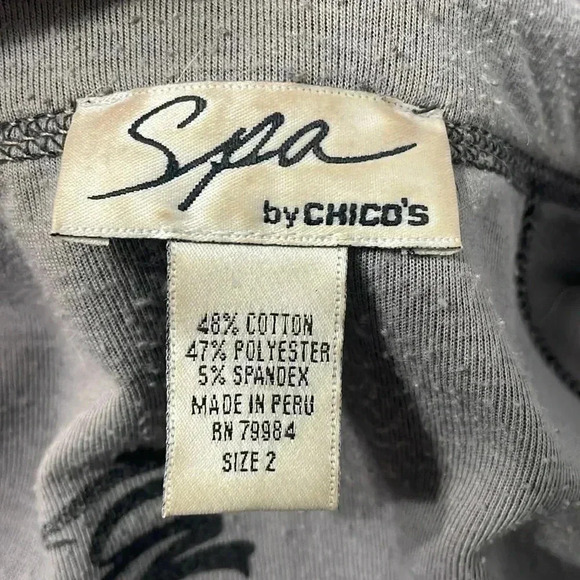 Spa
by CHICO'S
48% COTTON
47% POLYESTER
5% SPANDEX
MADE IN PERU
RN 79984
SIZE 2